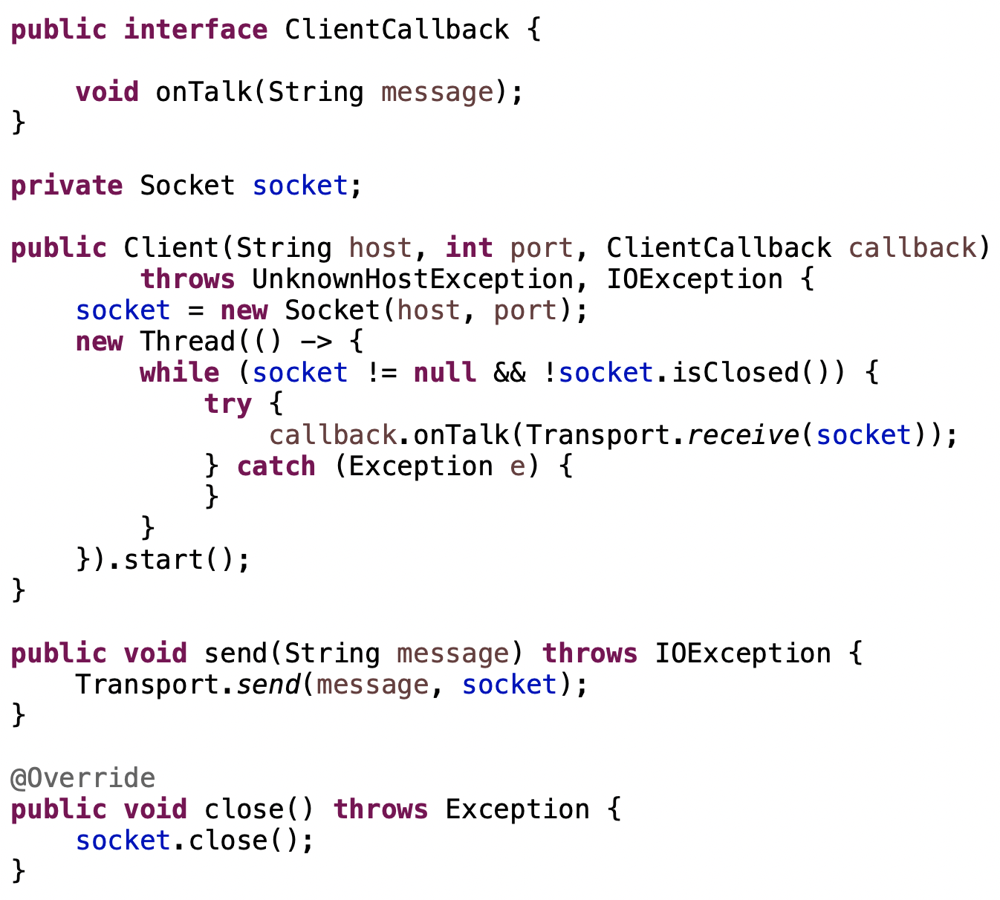 public interface ClientCallback {
void onTalk(String message);
}
private Socket socket;
public Client(String host, int port, ClientCallback callback)
throws UnknownHostException, IOException {
socket = new Socket(host, port);
new Thread(() -> {
while (socket != null && !socket.isClosed()) {
try {
callback.onTalk(Transport.receive(socket));
} catch (Exception e) {
}
}
}).start();
}
public void send(String message) throws IOException {
Transport.send(message, socket);
}
@Override
public void close() throws Exception {
socket.close();
}